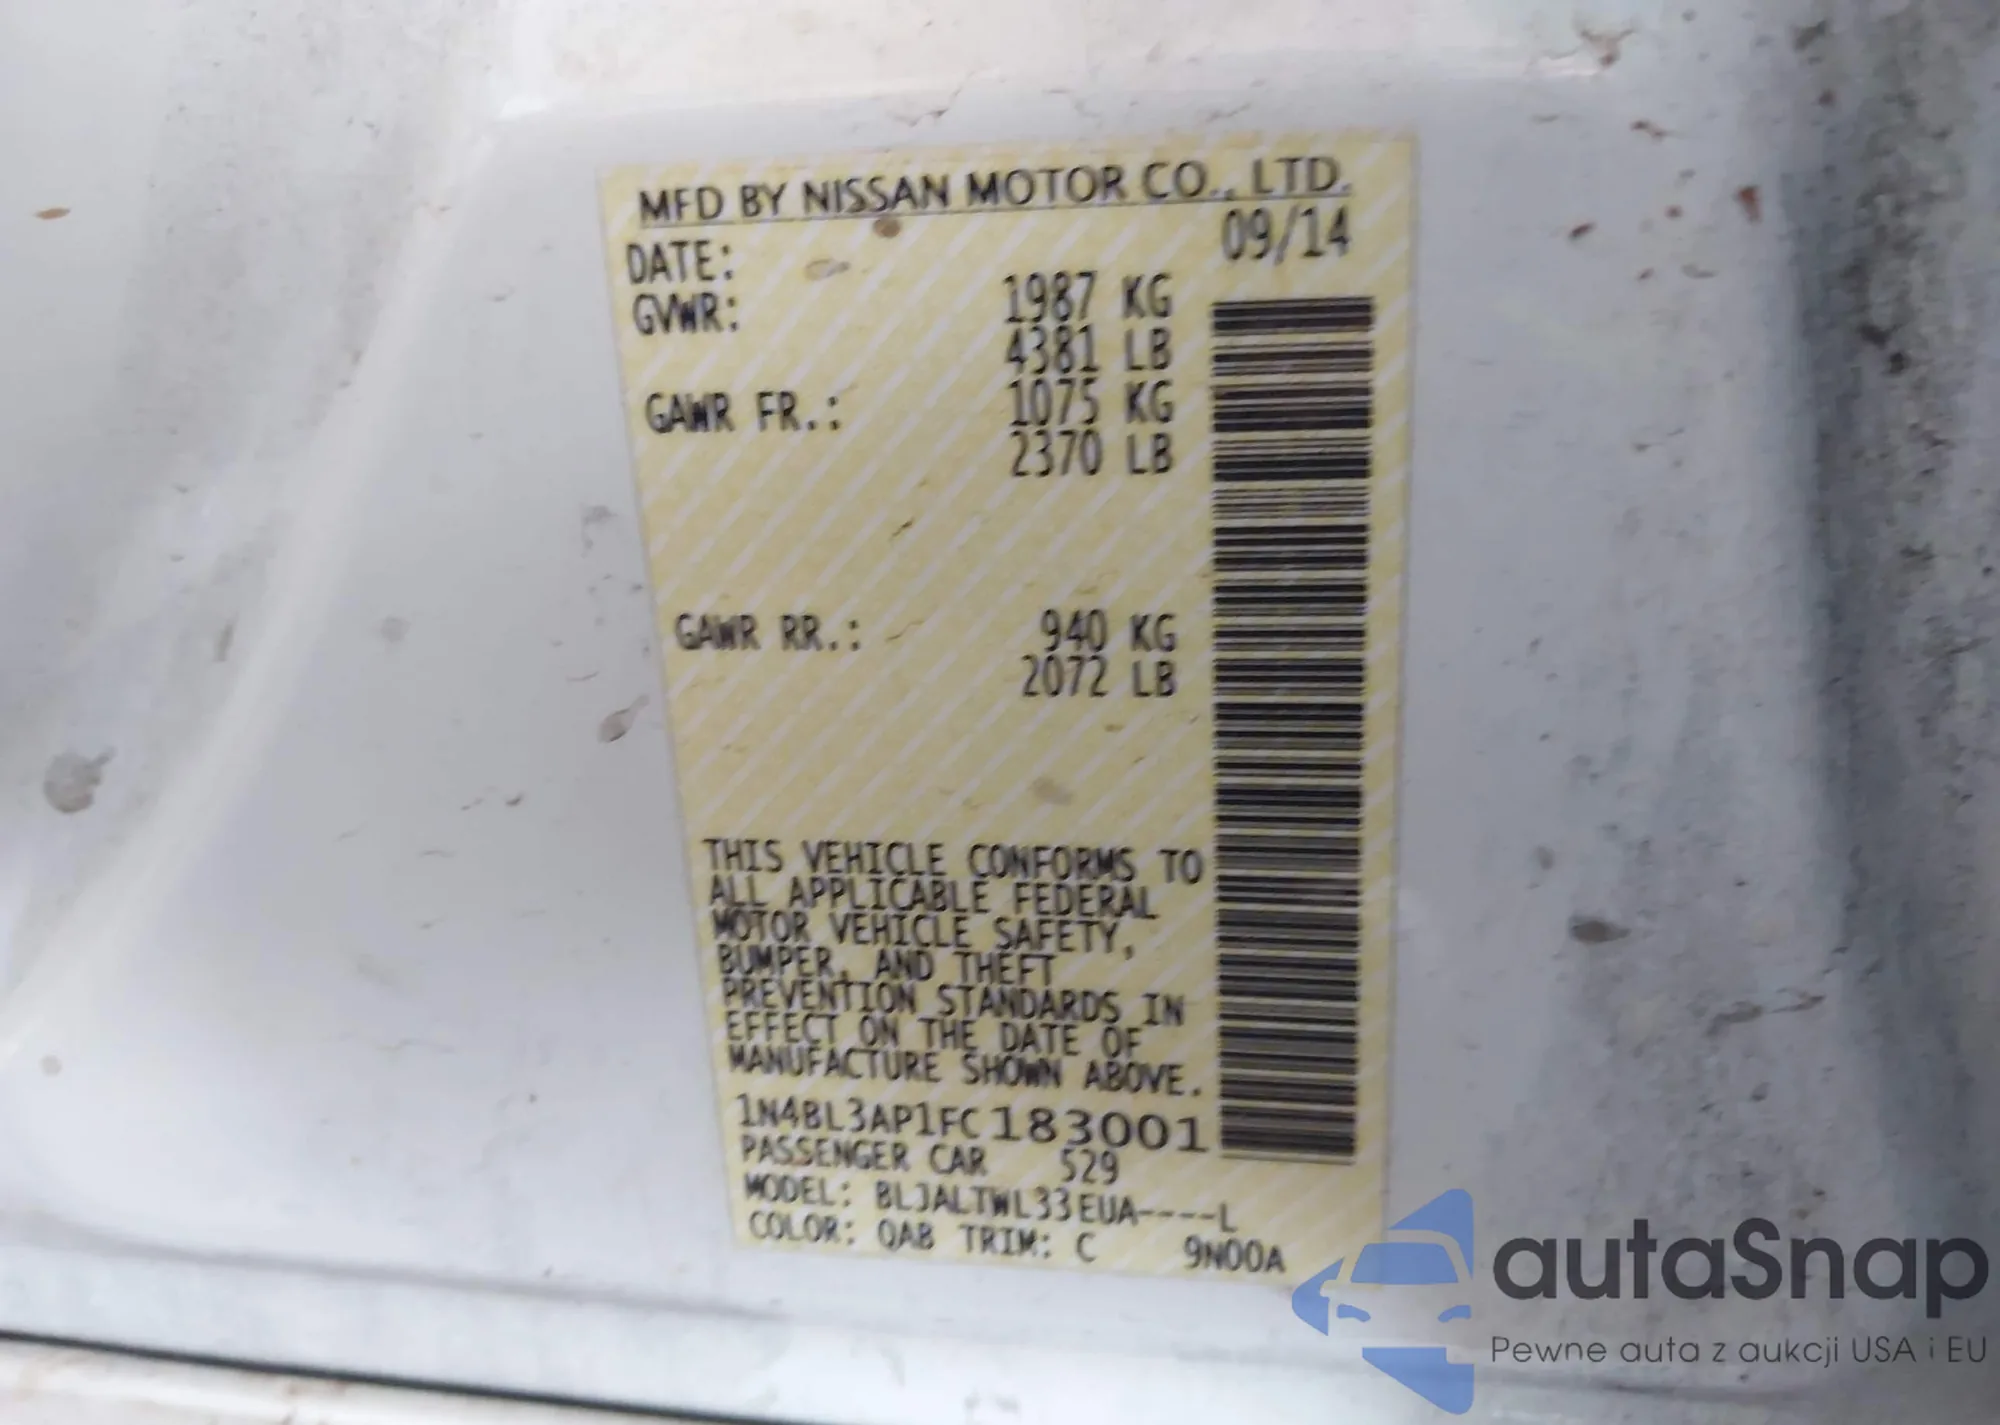 MFD BY NISSAN MOTOR CO., LTD.
DATE: 09/14
GVWR: 1987 KG
4381 LB
GAWR FR.: 1075 KG
2370 LB
GAWR RR.: 940 KG
2072 LB
THIS VEHICLE CONFORMS TO
ALL APPLICABLE FEDERAL
MOTOR VEHICLE SAFETY,
BUMPER, AND THEFT
PREVENTION STANDARDS IN
EFFECT ON THE DATE OF
MANUFACTURE SHOWN ABOVE.
1N4BL3AP1FC183001
PASSENGER CAR 529
MODEL: BLJALTWL33EUA----L
COLOR: QAB TRIM: C 9N00A
autaSnap
Pewne auta z aukcji USA i EU